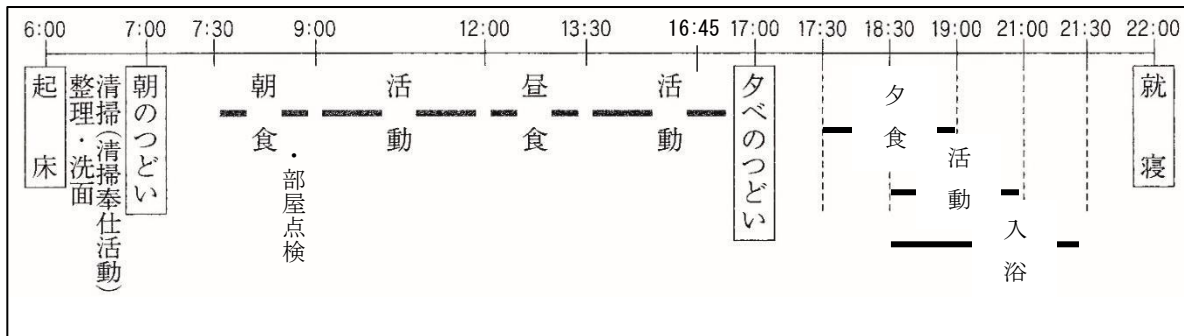 6:00 7:00 7:30 9:00 12:00 13:30 16:45 17:00 17:30 18:30 19:00 21:00 21:30 22:00
起床
整理・洗面
清掃(清掃奉仕活動)
朝のつどい
朝食
・部屋点検
活動
昼食
活動
夕べのつどい
夕食
活動
入浴
就寝